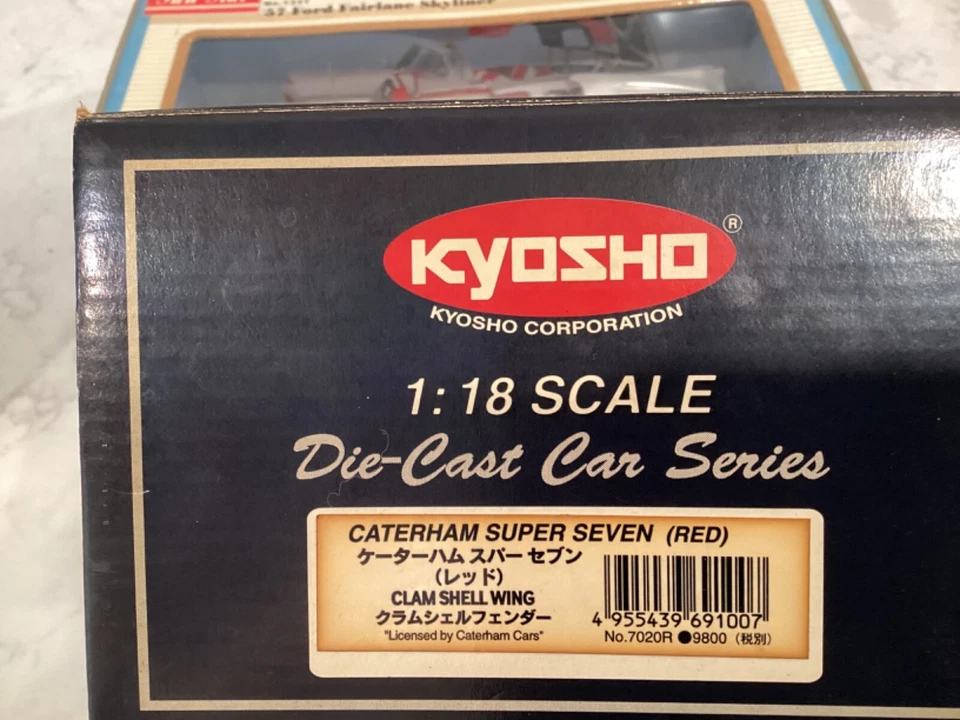 57 Ford Fairlane Skyliner
KYOSHO ®
KYOSHO CORPORATION
1:18 SCALE
Die-Cast Car Series
CATERHAM SUPER SEVEN (RED)
ケーターハム スパー セブン
（レッド）
CLAM SHELL WING
クラムシェルフェンダー
"Licensed by Caterham Cars"
4 955439 691007
No.7020R ●9800（税別）